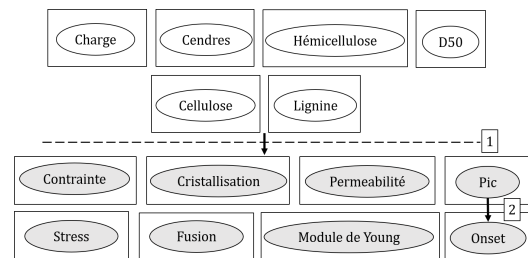 Charge Cendres Hémicellulose D50
Cellulose Lignine
1
Contrainte Cristallisation Permeabilité Pic
2
Stress Fusion Module de Young Onset